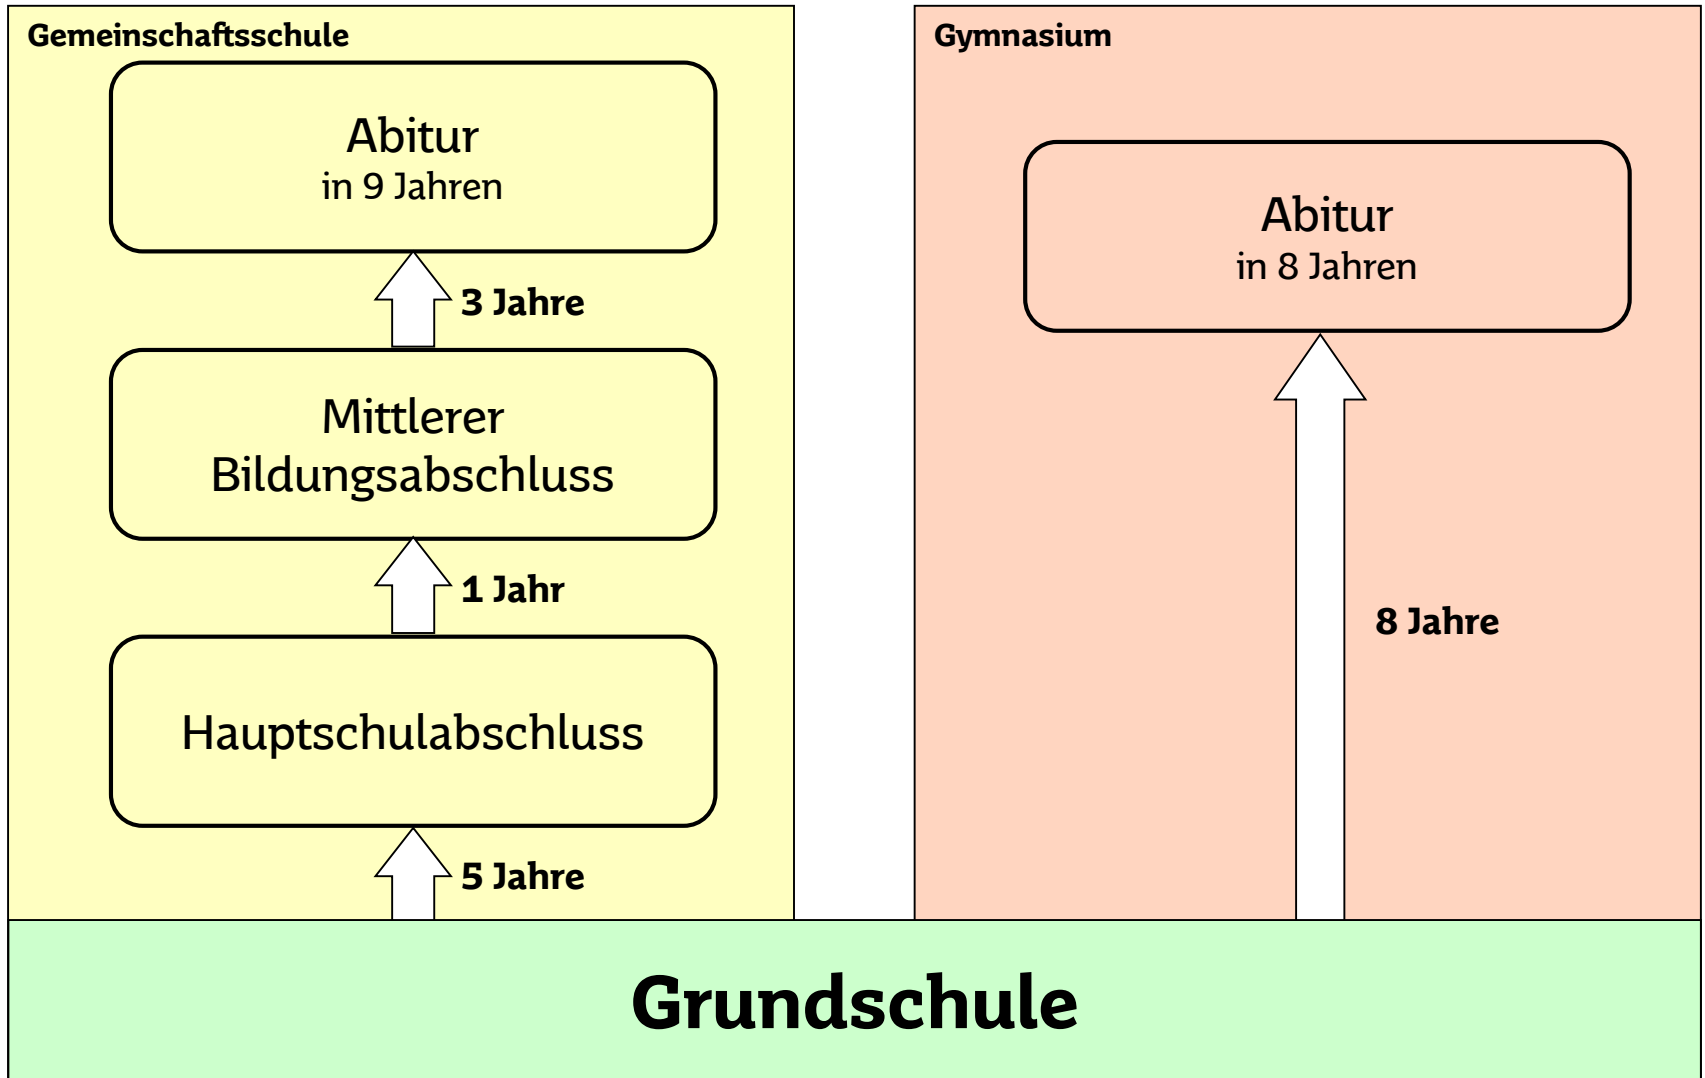 Gemeinschaftsschule
Abitur
in 9 Jahren
3 Jahre
Mittlerer
Bildungsabschluss
1 Jahr
Hauptschulabschluss
5 Jahre
Gymnasium
Abitur
in 8 Jahren
8 Jahre
Grundschule